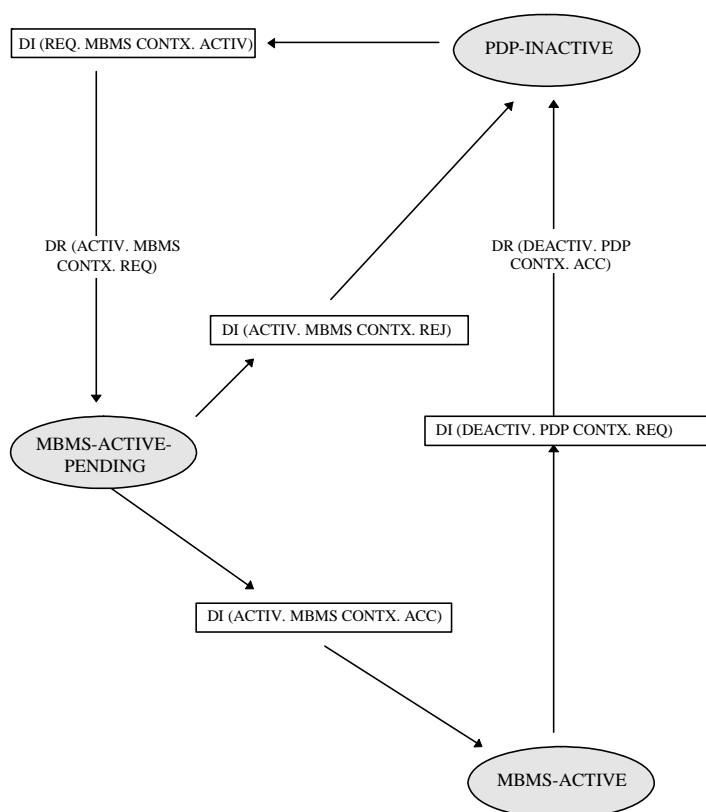 DI (REQ. MBMS CONTX. ACTIV)
PDP-INACTIVE
DR (ACTIV. MBMS
CONTX. REQ)
DR (DEACTIV. PDP
CONTX. ACC)
DI (ACTIV. MBMS CONTX. REJ)
MBMS-ACTIVE-
PENDING
DI (DEACTIV. PDP CONTX. REQ)
DI (ACTIV. MBMS CONTX. ACC)
MBMS-ACTIVE